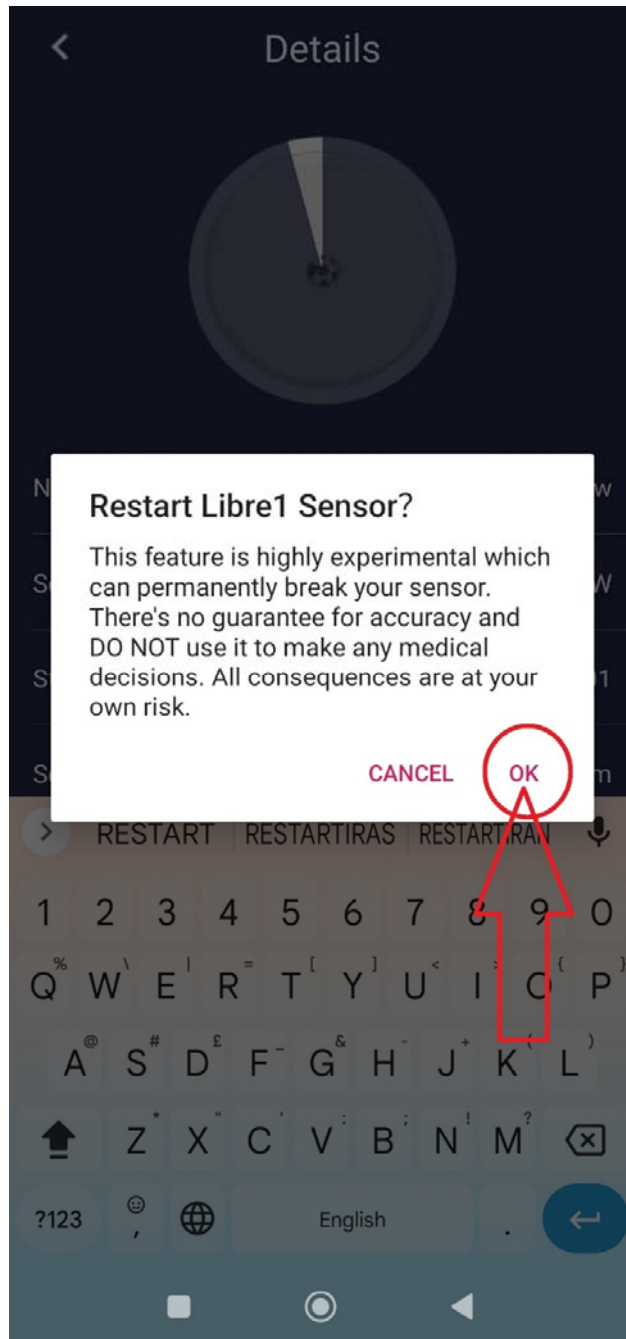 Details
N w
Restart Libre1 Sensor?
This feature is highly experimental which
S W
can permanently break your sensor.
There's no guarantee for accuracy and
DO NOT use it to make any medical
S 1
decisions. All consequences are at your
own risk.
S CANCEL OK m
RESTART RESTARTIRAS RESTARTIRAN
1 2 3 4 5 6 7 8 9 0
% \ | = [ ] < : { }
Q W E R T Y U I O P
@ # £ - & - + ( )
A S D F G H J K L
* " ' : ; ! ?
Z X C V B N M
?123 , English .